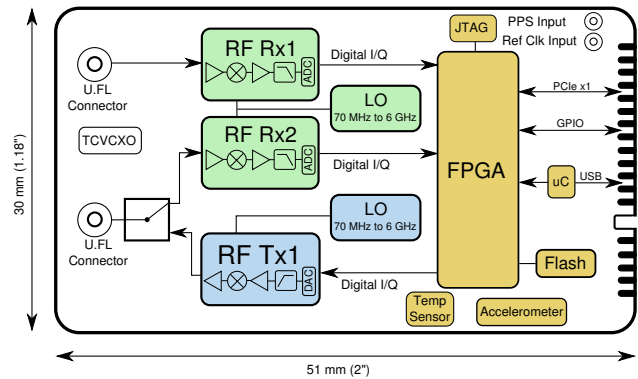 RF Rx1
ADC
Digital I/Q
JTAG
PPS Input
Ref Clk Input
U.FL
Connector
LO
70 MHz to 6 GHz
PCIe x1
TCVCXO
RF Rx2
ADC
Digital I/Q
GPIO
FPGA
uC
USB
30 mm (1.18")
LO
70 MHz to 6 GHz
U.FL
Connector
RF Tx1
DAC
Digital I/Q
Flash
Temp
Sensor
Accelerometer
51 mm (2")